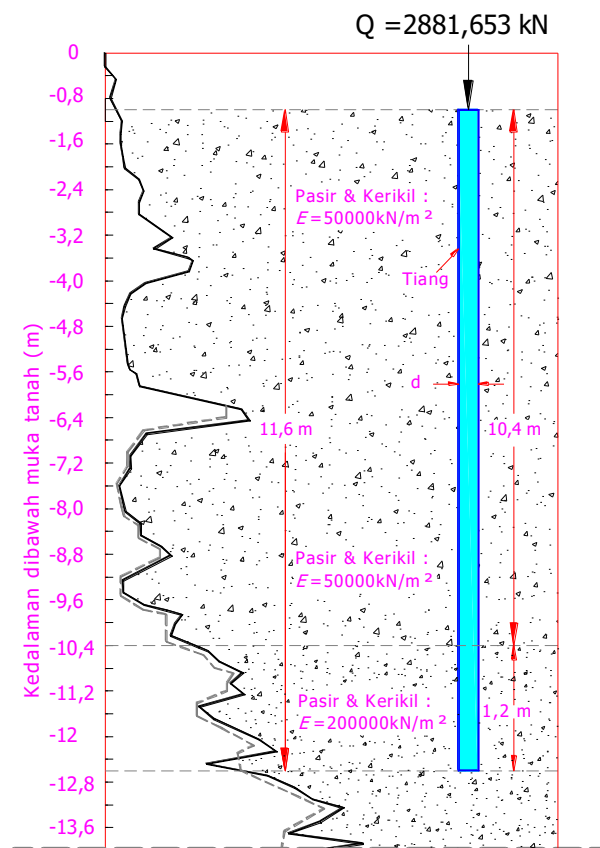 Q =2881,653 kN
0
-0,8
-1,6
-2,4
-3,2
-4,0
-4,8
-5,6
-6,4
-7,2
-8,0
-8,8
-9,6
-10,4
-11,2
-12
-12,8
-13,6
Kedalaman dibawah muka tanah (m)
Pasir & Kerikil :
E=50000kN/m²
Tiang
d
11,6 m
10,4 m
Pasir & Kerikil :
E=50000kN/m²
Pasir & Kerikil :
E=200000kN/m²
1,2 m